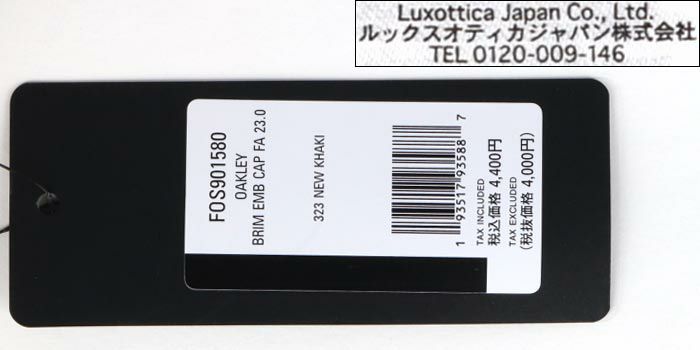 Luxottica Japan Co., Ltd.
ルックスオティカジャパン株式会社
TEL 0120-009-146
FOS901580
OAKLEY
BRIM EMB CAP FA 23.0
323 NEW KHAKI
1 93517 93588 7
TAX INCLUDED
税込価格 4,400円
TAX EXCLUDED
(税抜価格 4,000円)